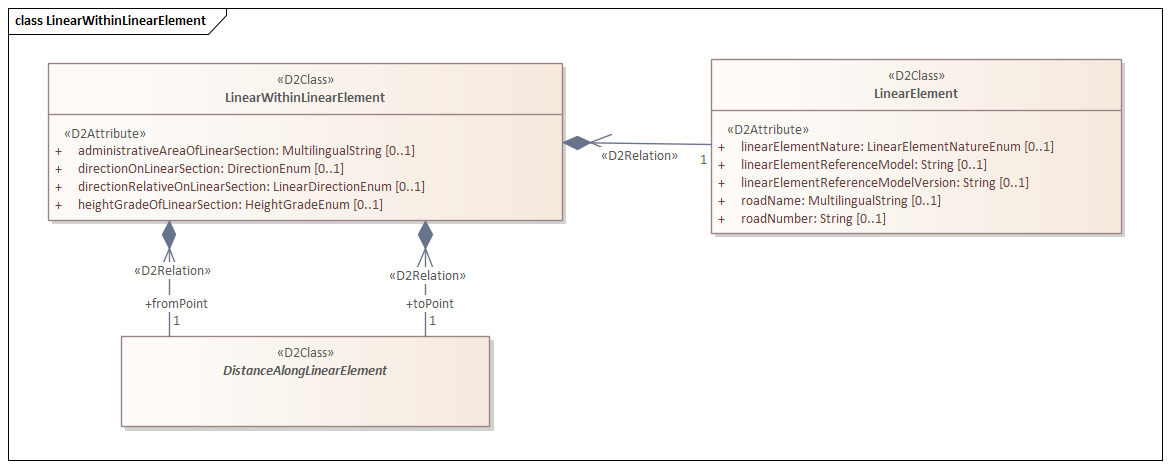 class LinearWithinLinearElement
«D2Class»
LinearWithinLinearElement
«D2Attribute»
+ administrativeAreaOfLinearSection: MultilingualString [0..1]
+ directionOnLinearSection: DirectionEnum [0..1]
+ directionRelativeOnLinearSection: LinearDirectionEnum [0..1]
+ heightGradeOfLinearSection: HeightGradeEnum [0..1]
«D2Class»
LinearElement
«D2Attribute»
+ linearElementNature: LinearElementNatureEnum [0..1]
+ linearElementReferenceModel: String [0..1]
+ linearElementReferenceModelVersion: String [0..1]
+ roadName: MultilingualString [0..1]
+ roadNumber: String [0..1]
«D2Relation»
1
«D2Relation»
+fromPoint
1
«D2Relation»
+toPoint
1
«D2Class»
DistanceAlongLinearElement